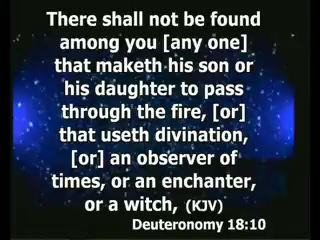 There shall not be found
among you [any one]
that maketh his son or
his daughter to pass
through the fire, [or]
that useth divination,
[or] an observer of
times, or an enchanter,
or a witch, (KJV)
Deuteronomy 18:10